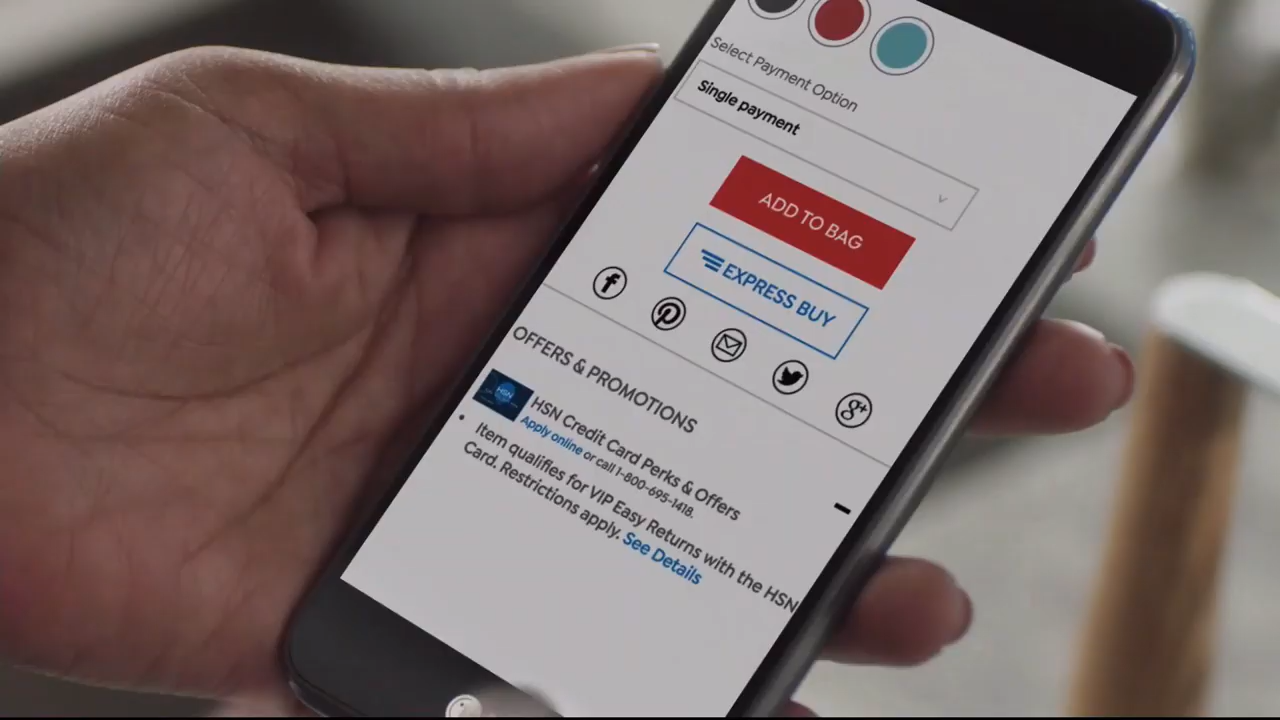 Select Payment Option
Single payment
ADD TO BAG
EXPRESS BUY
OFFERS & PROMOTIONS
HSN
HSN Credit Card Perks & Offers
Apply online or call 1-800-695-1418.
• Item qualifies for VIP Easy Returns with the HSN
Card. Restrictions apply. See Details